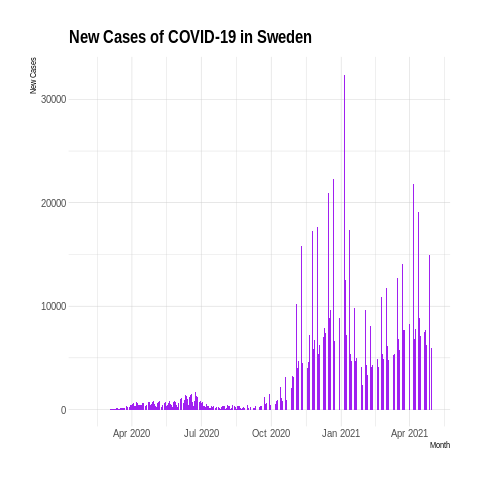 New Cases of COVID-19 in Sweden
New Cases
30000
20000
10000
0
Apr 2020 Jul 2020 Oct 2020 Jan 2021 Apr 2021
Month